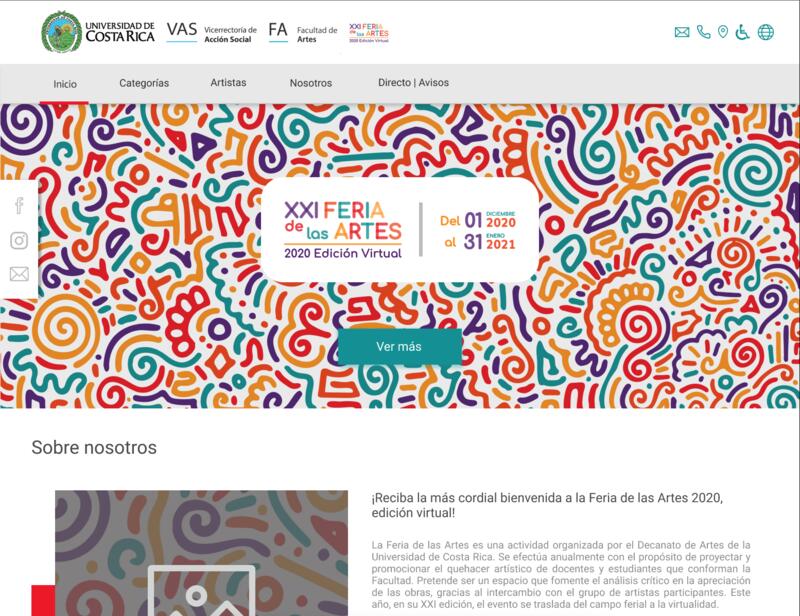 UNIVERSIDAD DE
COSTA RICA
VAS
Vicerrectoría de
Acción Social
FA
Facultad de
Artes
XXI FERIA
de las ARTES
2020 Edición Virtual
Inicio
Categorías
Artistas
Nosotros
Directo | Avisos
XXI FERIA
de las ARTES
2020 Edición Virtual
Del 01 DICIEMBRE 2020
al 31 ENERO 2021
Ver más
Sobre nosotros
¡Reciba la más cordial bienvenida a la Feria de las Artes 2020,
edición virtual!
La Feria de las Artes es una actividad organizada por el Decanato de Artes de la
Universidad de Costa Rica. Se efectúa anualmente con el propósito de proyectar y
promocionar el quehacer artístico de docentes y estudiantes que conforman la
Facultad. Pretende ser un espacio que fomente el análisis crítico en la apreciación
de las obras, gracias al intercambio con el grupo de artistas participantes. Este
año, en su XXI edición, el evento se traslada del campo ferial a la virtualidad.